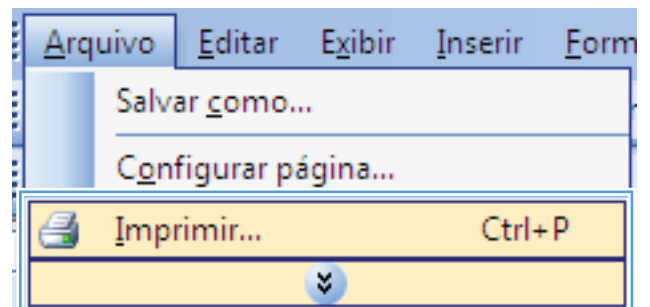 Arquivo Editar Exibir Inserir Form
Salvar como...
Configurar página...
Imprimir... Ctrl+P